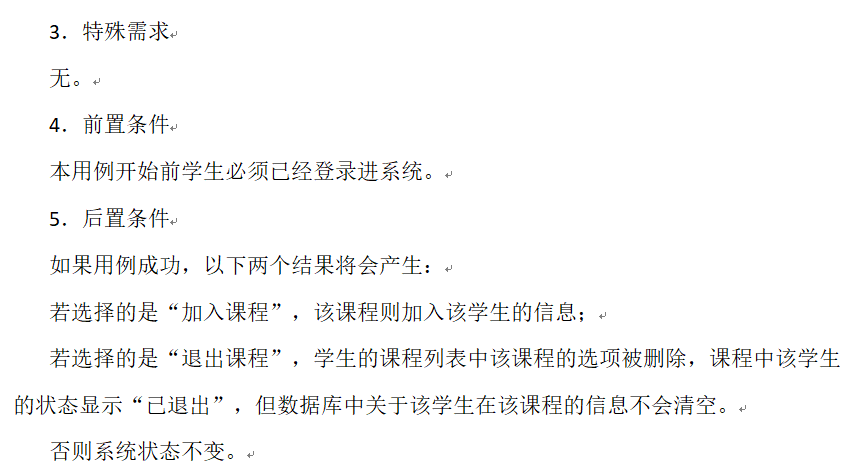 3. 特殊需求
无。
4. 前置条件
本用例开始前学生必须已经登录进系统。
5. 后置条件
如果用例成功，以下两个结果将会产生：
若选择的是“加入课程”，该课程则加入该学生的信息；
若选择的是“退出课程”，学生的课程列表中该课程的选项被删除，课程中该学生
的状态显示“已退出”，但数据库中关于该学生在该课程的信息不会清空。
否则系统状态不变。